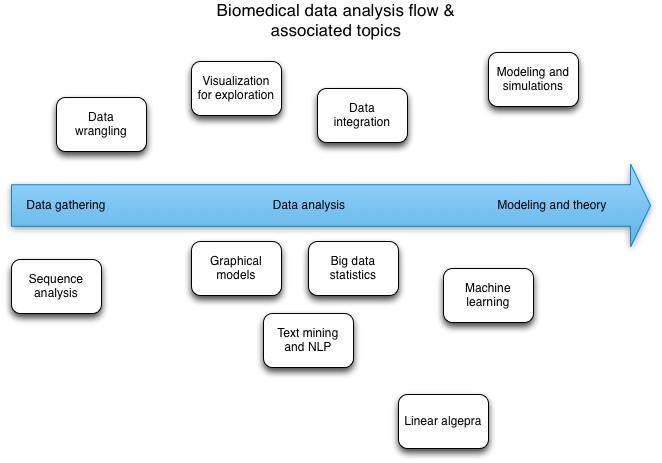 Biomedical data analysis flow &
associated topics
Modeling and
simulations
Visualization
for exploration
Data
integration
Data
wrangling
Data gathering
Data analysis
Modeling and theory
Graphical
models
Big data
statistics
Sequence
analysis
Machine
learning
Text mining
and NLP
Linear algepra